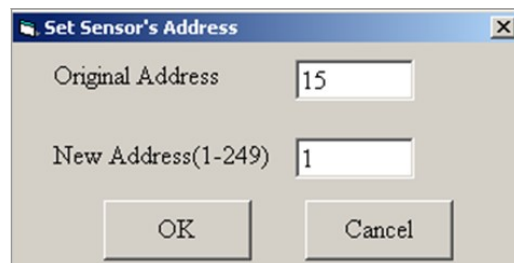 Set Sensor's Address
Original Address 15
New Address(1-249) 1
OK Cancel